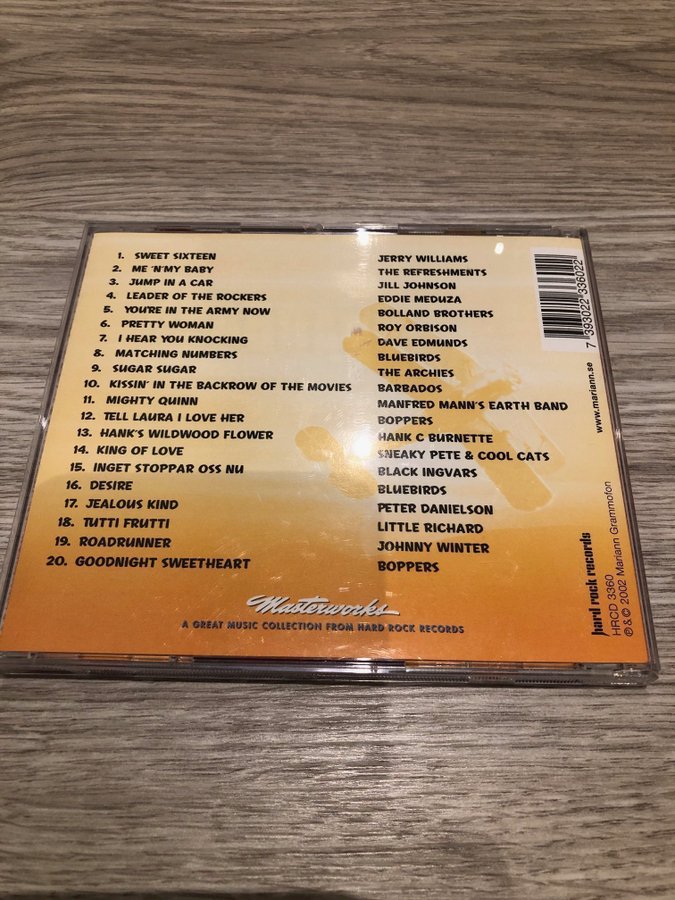 1. SWEET SIXTEEN JERRY WILLIAMS
2. ME 'N'MY BABY THE REFRESHMENTS
3. JUMP IN A CAR JILL JOHNSON
4. LEADER OF THE ROCKERS EDDIE MEDUZA
5. YOU'RE IN THE ARMY NOW BOLLAND BROTHERS
6. PRETTY WOMAN ROY ORBISON
7. I HEAR YOU KNOCKING DAVE EDMUNDS
8. MATCHING NUMBERS BLUEBIRDS
9. SUGAR SUGAR THE ARCHIES
10. KISSIN' IN THE BACKROW OF THE MOVIES BARBADOS
11. MIGHTY QUINN MANFRED MANN'S EARTH BAND
12. TELL LAURA I LOVE HER BOPPERS
13. HANK'S WILDWOOD FLOWER HANK C BURNETTE
14. KING OF LOVE SNEAKY PETE & COOL CATS
15. INGET STOPPAR OSS NU BLACK INGVARS
16. DESIRE BLUEBIRDS
17. JEALOUS KIND PETER DANIELSON
18. TUTTI FRUTTI LITTLE RICHARD
19. ROADRUNNER JOHNNY WINTER
20. GOODNIGHT SWEETHEART BOPPERS
Masterworks
A GREAT MUSIC COLLECTION FROM HARD ROCK RECORDS
7 393022 336022
www.mariann.se
hard rock records
HRCD 3360
℗ & © 2002 Mariann Grammofon